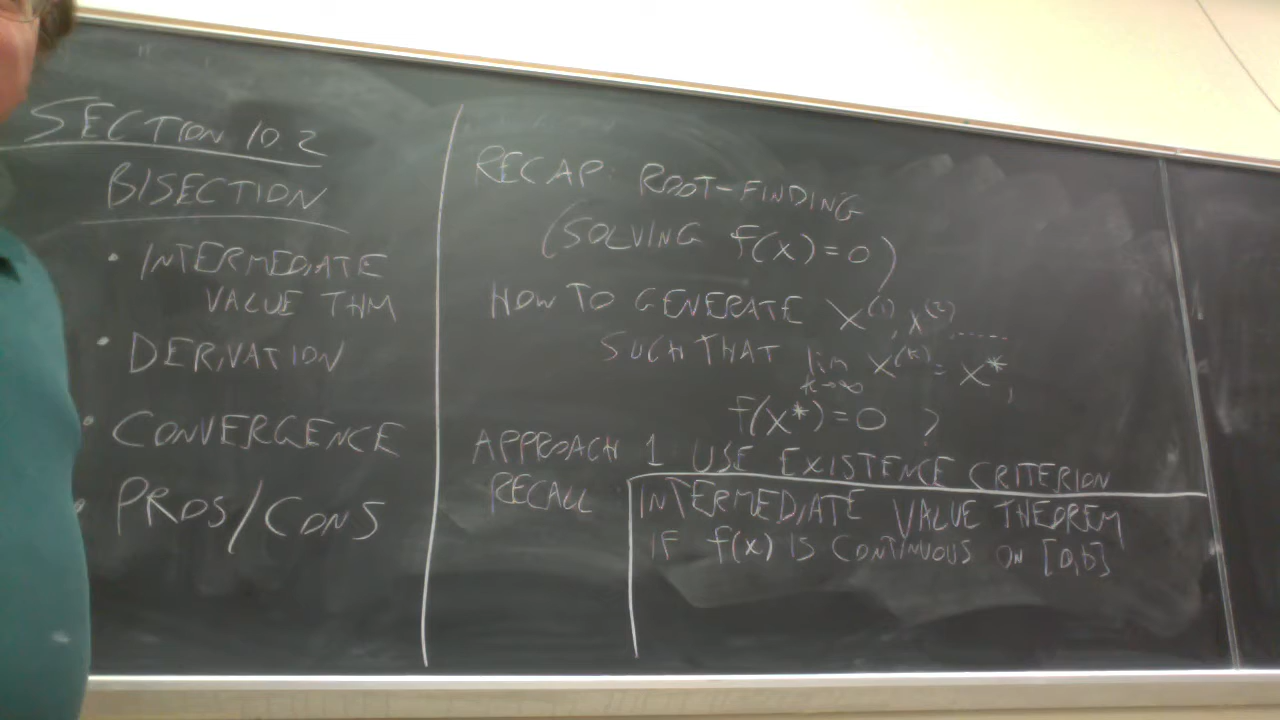 SECTION 10.2
BISECTION
• INTERMEDIATE
VALUE THM
• DERIVATION
• CONVERGENCE
• PROS/CONS
RECAP: ROOT-FINDING
(SOLVING f(x)=0)
HOW TO GENERATE x^(1), x^(2), .....
SUCH THAT lim k→∞ x^(k) = x*,
f(x*)=0 ?
APPROACH 1 USE EXISTENCE CRITERION
RECALL INTERMEDIATE VALUE THEOREM
IF f(x) IS CONTINUOUS ON [a,b]